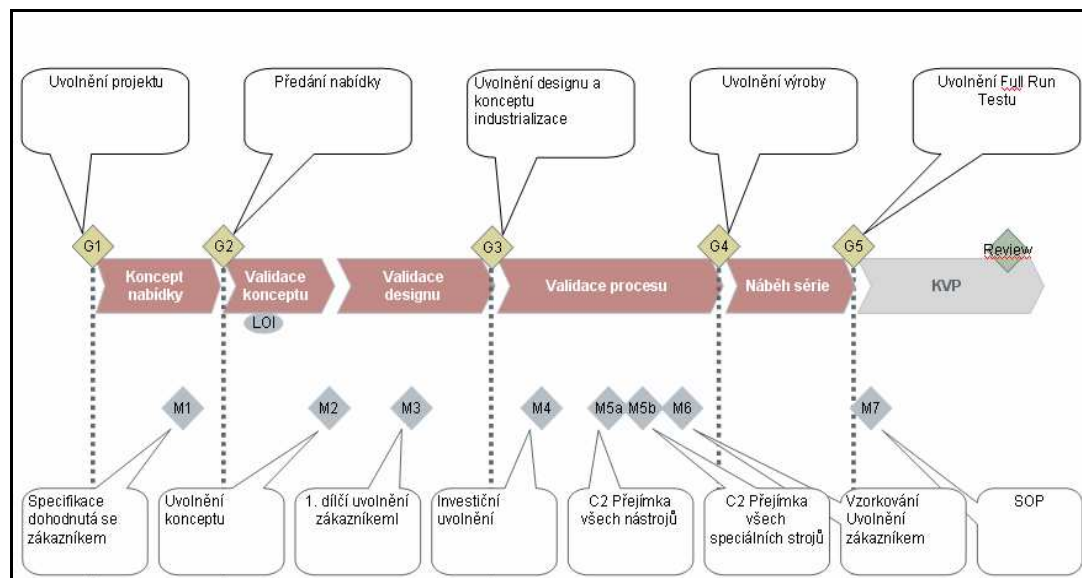 Uvolnění projektu
Předání nabídky
Uvolnění designu a
konceptu
industrializace
Uvolnění výroby
Uvolnění Full Run
Testu
G1
G2
G3
G4
G5
Review
Koncept
nabídky
Validace
konceptu
Validace
designu
Validace procesu
Náběh série
KVP
LOI
M1
M2
M3
M4
M5a
M5b
M6
M7
Specifikace
dohodnutá se
zákazníkem
Uvolnění
konceptu
1. dílčí uvolnění
zákazníkemI
Investiční
uvolnění
C2 Přejímka
všech nástrojů
C2 Přejímka
všech
speciálních strojů
Vzorkování
Uvolnění
zákazníkem
SOP